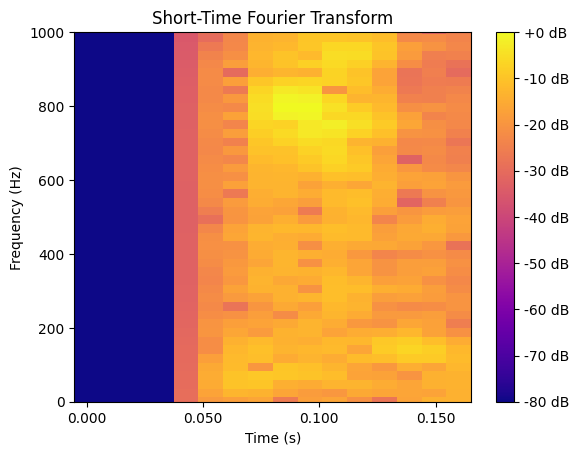 Short-Time Fourier Transform
1000
800
600
400
200
0
Frequency (Hz)
0.000
0.050
0.100
0.150
Time (s)
+0 dB
-10 dB
-20 dB
-30 dB
-40 dB
-50 dB
-60 dB
-70 dB
-80 dB